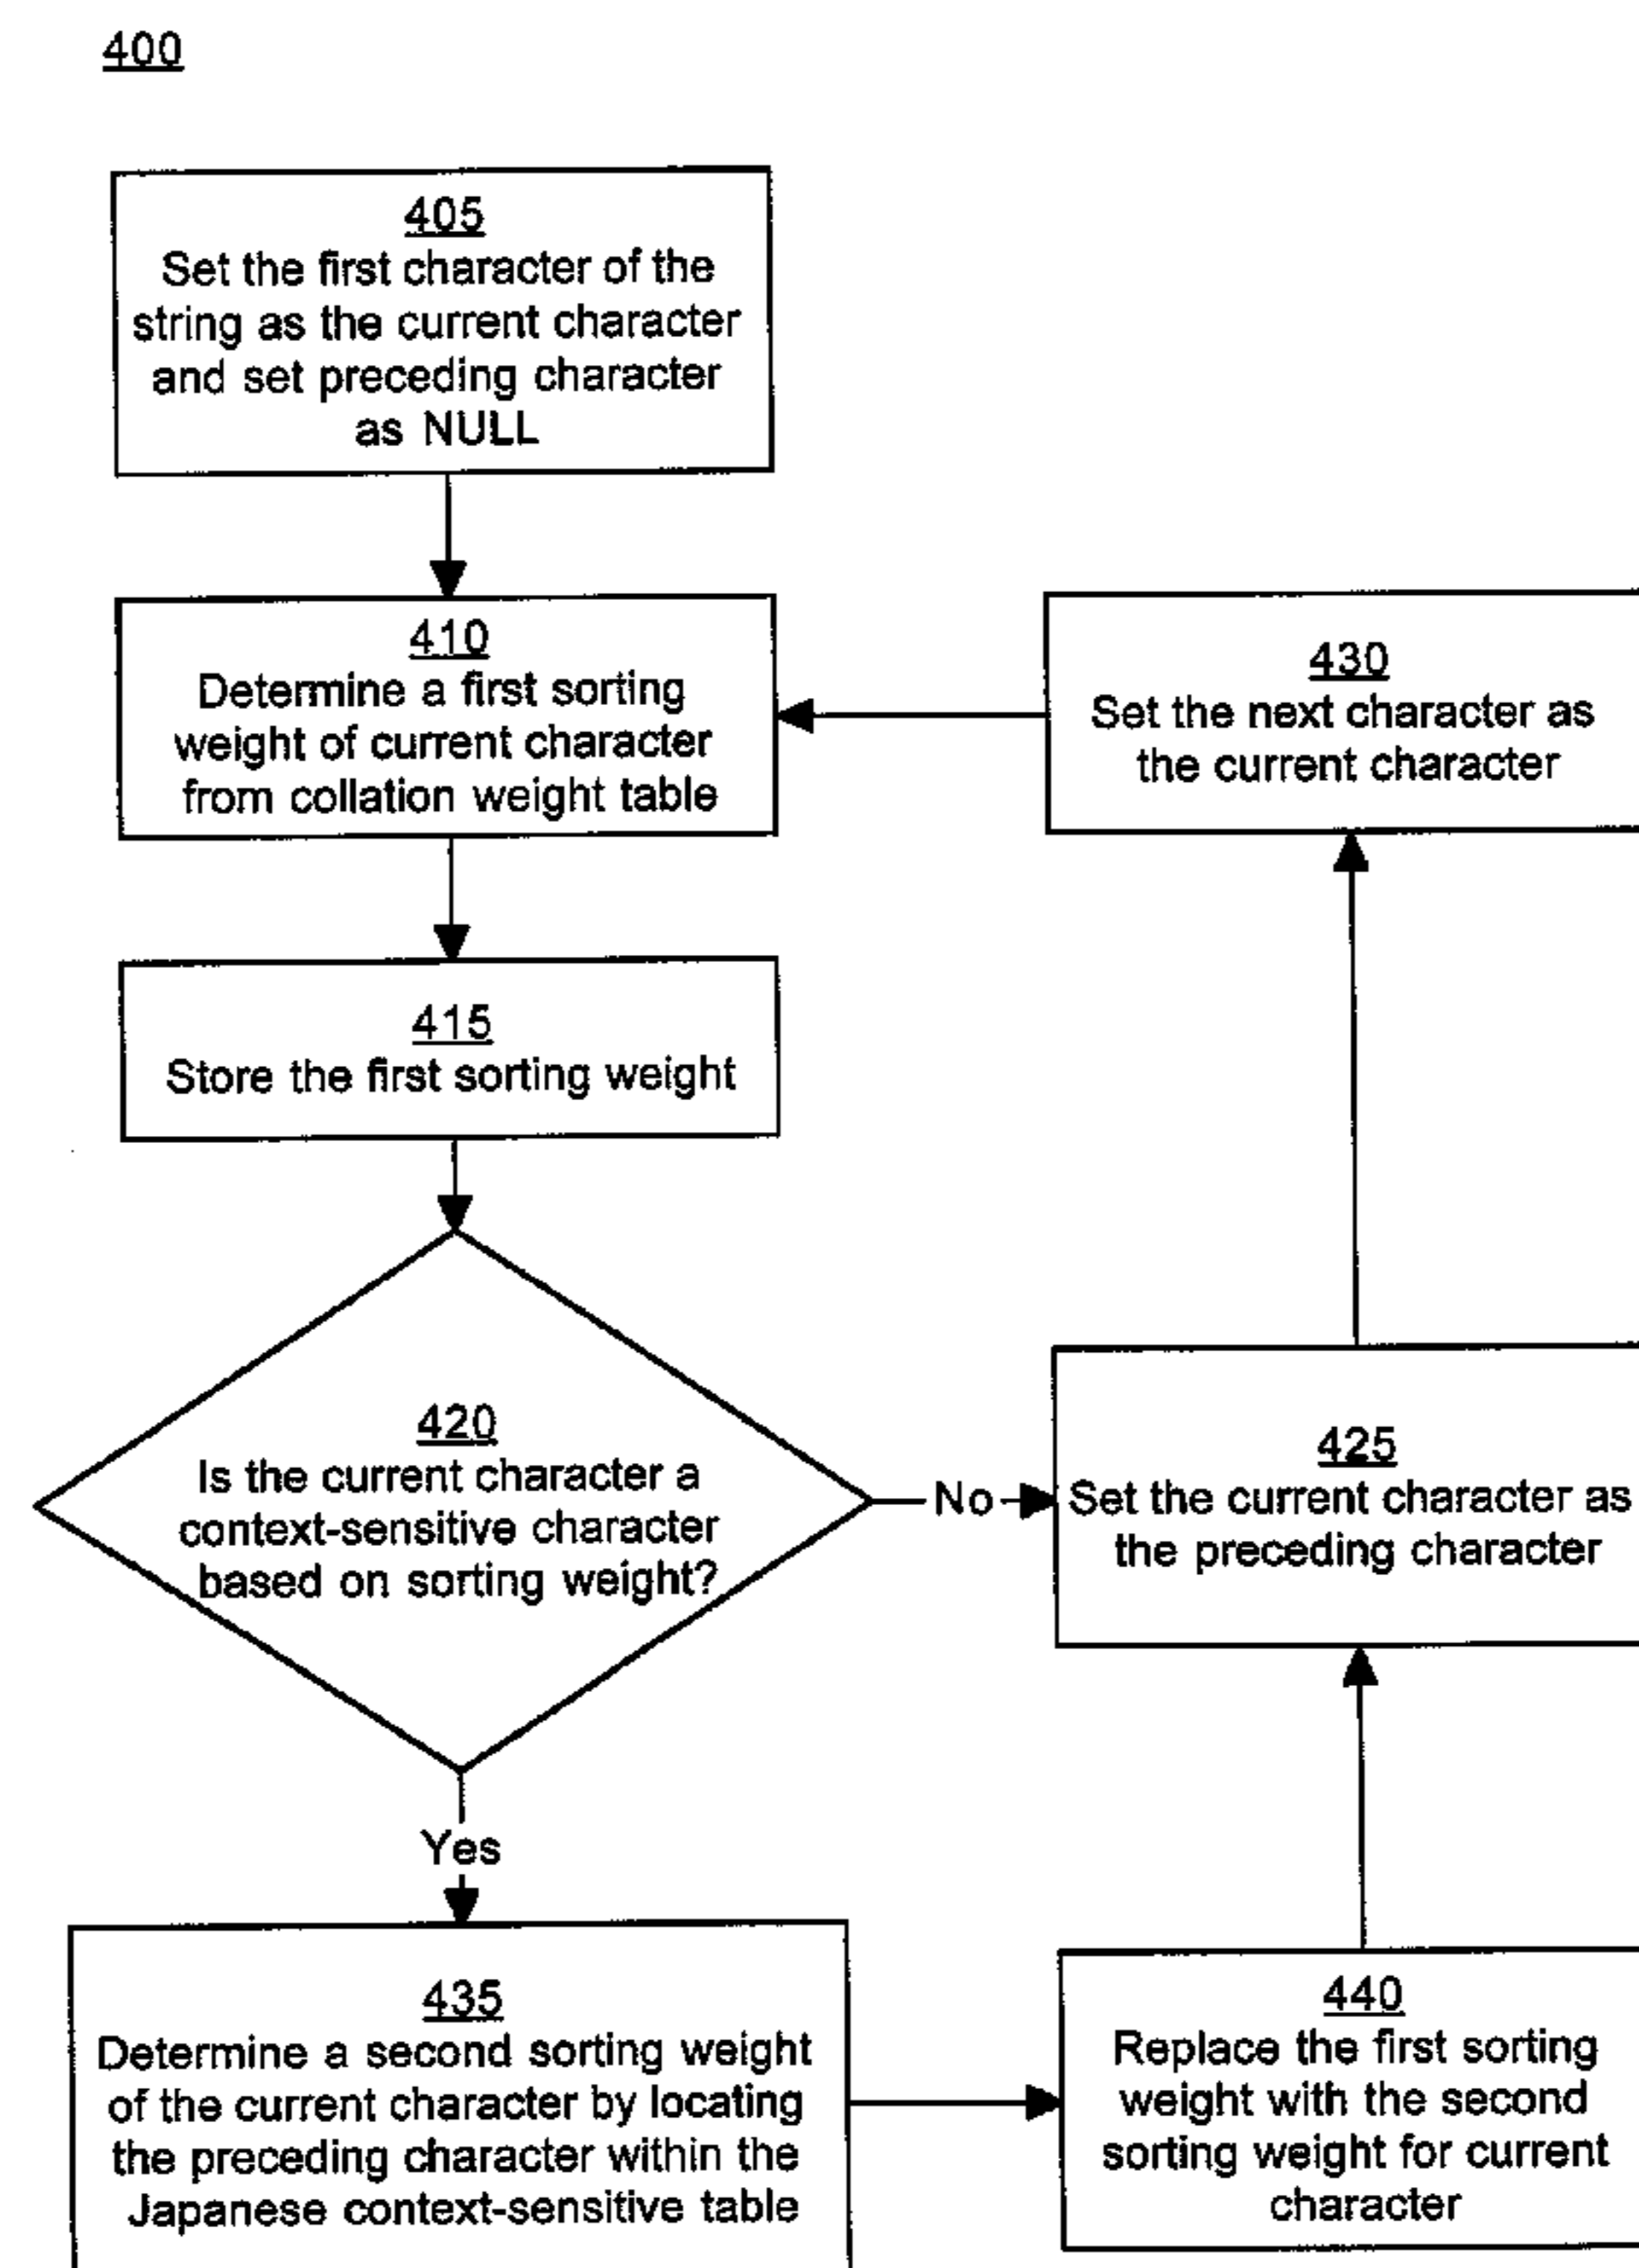 400
405
Set the first character of the
string as the current character
and set preceding character
as NULL
410
Determine a first sorting
weight of current character
from collation weight table
430
Set the next character as
the current character
415
Store the first sorting weight
420
Is the current character a
context-sensitive character
based on sorting weight?
No
425
Set the current character as
the preceding character
Yes
435
Determine a second sorting weight
of the current character by locating
the preceding character within the
Japanese context-sensitive table
440
Replace the first sorting
weight with the second
sorting weight for current
character